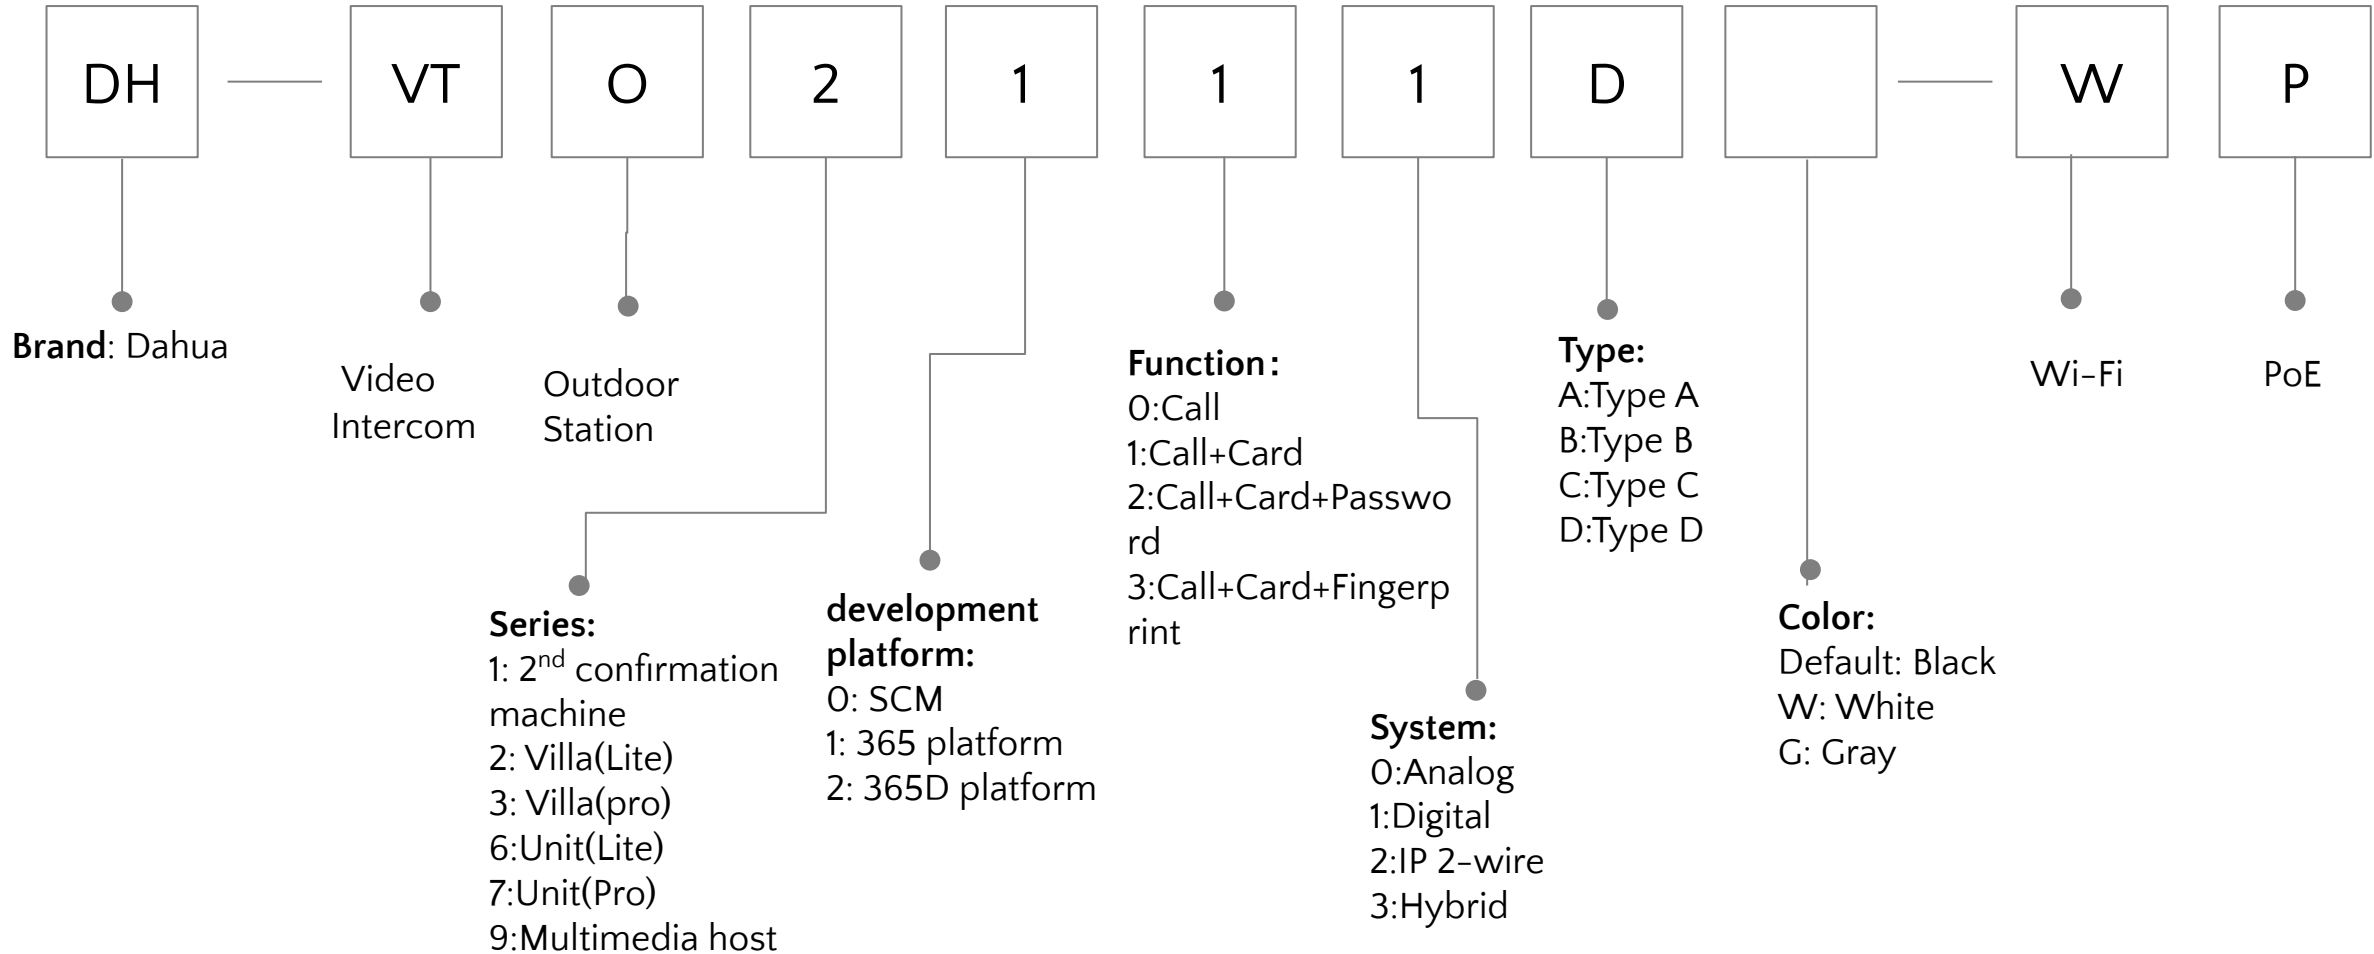 DH — VT O 2 1 1 1 D — W P
Brand: Dahua
Video
Intercom
Outdoor
Station
Series:
1: 2nd confirmation
machine
2: Villa(Lite)
3: Villa(pro)
6:Unit(Lite)
7:Unit(Pro)
9:Multimedia host
development
platform:
0: SCM
1: 365 platform
2: 365D platform
Function:
0:Call
1:Call+Card
2:Call+Card+Passwo
rd
3:Call+Card+Fingerp
rint
System:
0:Analog
1:Digital
2:IP 2-wire
3:Hybrid
Type:
A:Type A
B:Type B
C:Type C
D:Type D
Color:
Default: Black
W: White
G: Gray
Wi-Fi
PoE